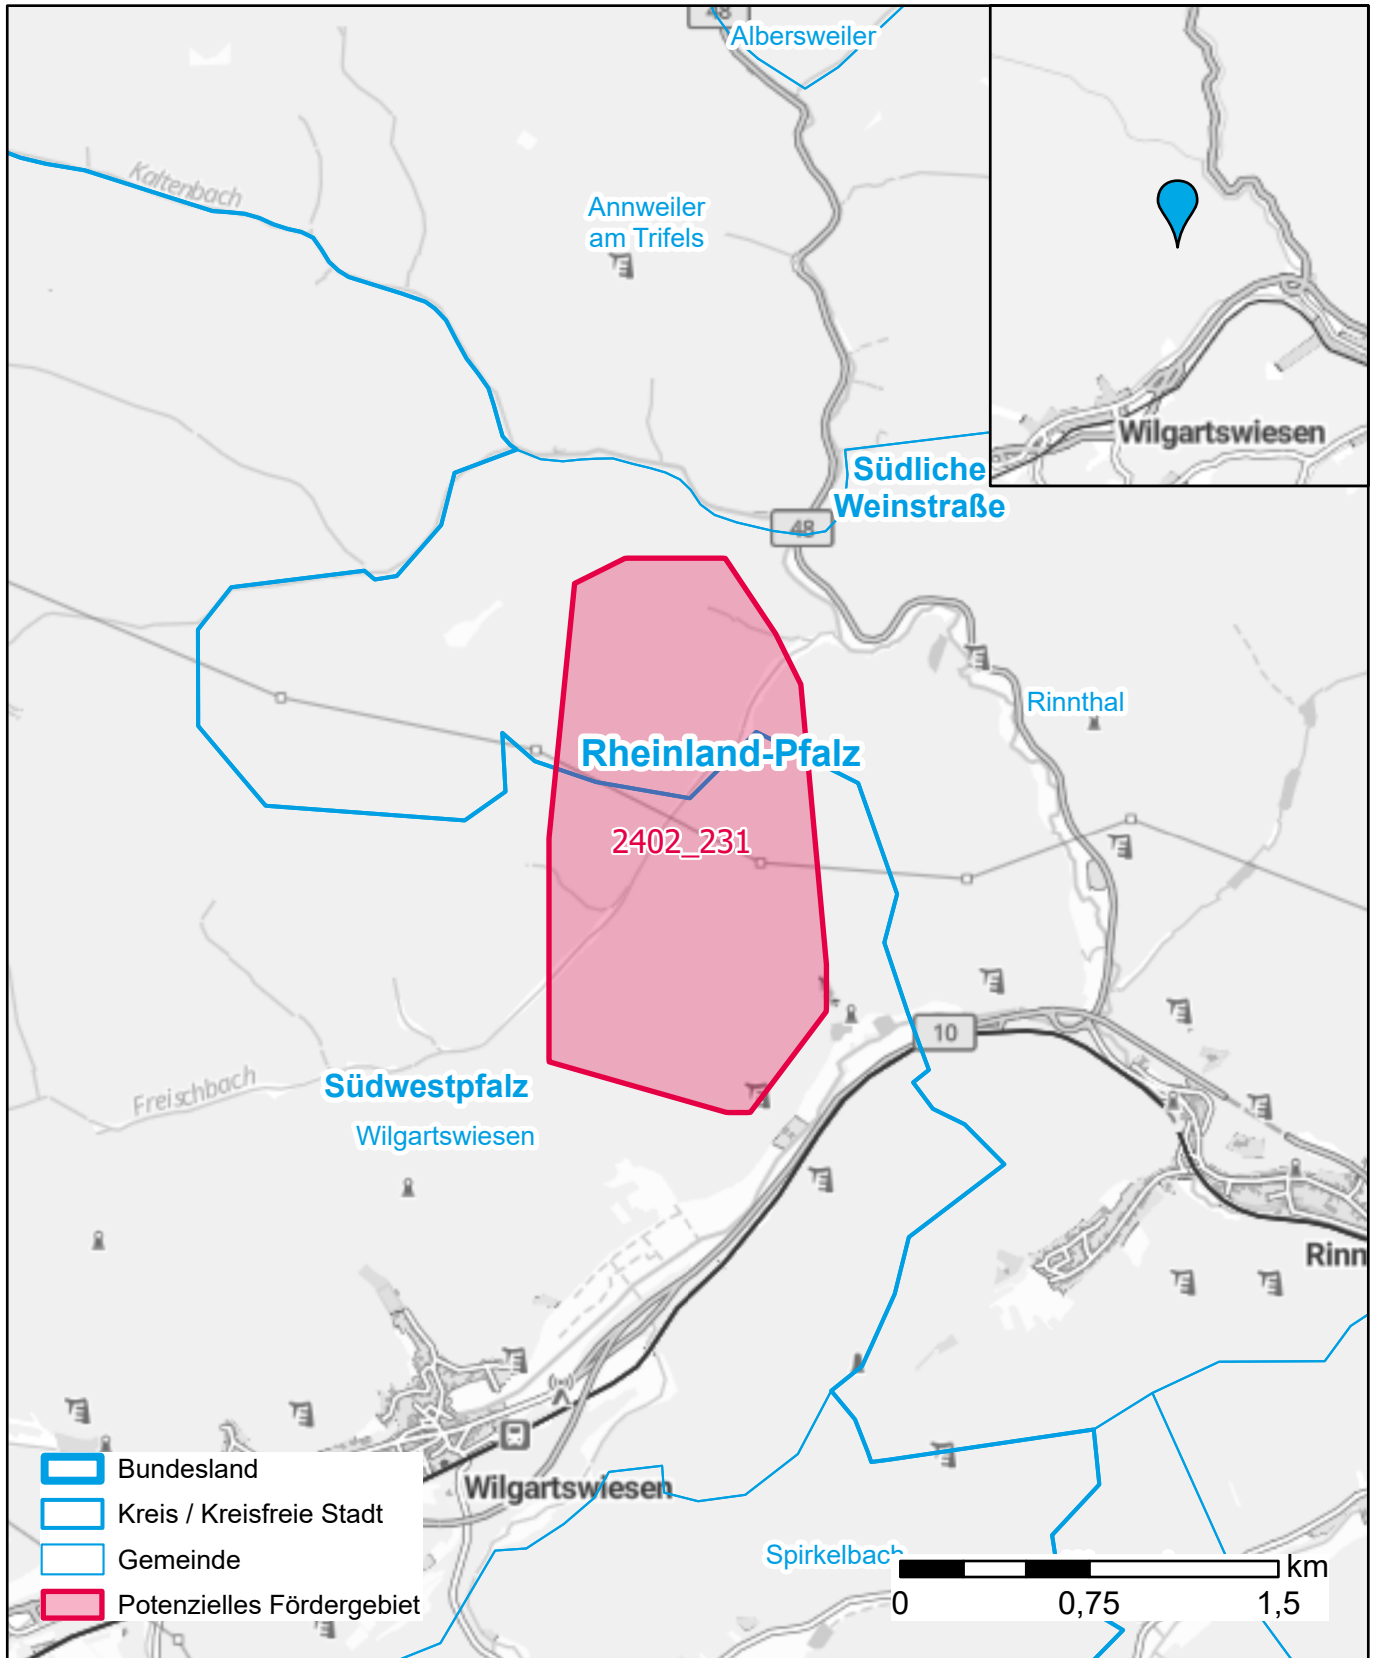 48
Albersweiler
Kaltenbach
Annweiler
am Trifels
Wilgartswiesen
Südliche
Weinstraße
48
Rinnthal
Rheinland-Pfalz
2402_231
10
Freischbach
Südwestpfalz
Wilgartswiesen
Rinn
Wilgartswiesen
Spirkelbach
Bundesland
Kreis / Kreisfreie Stadt
Gemeinde
Potenzielles Fördergebiet
km
0 0,75 1,5